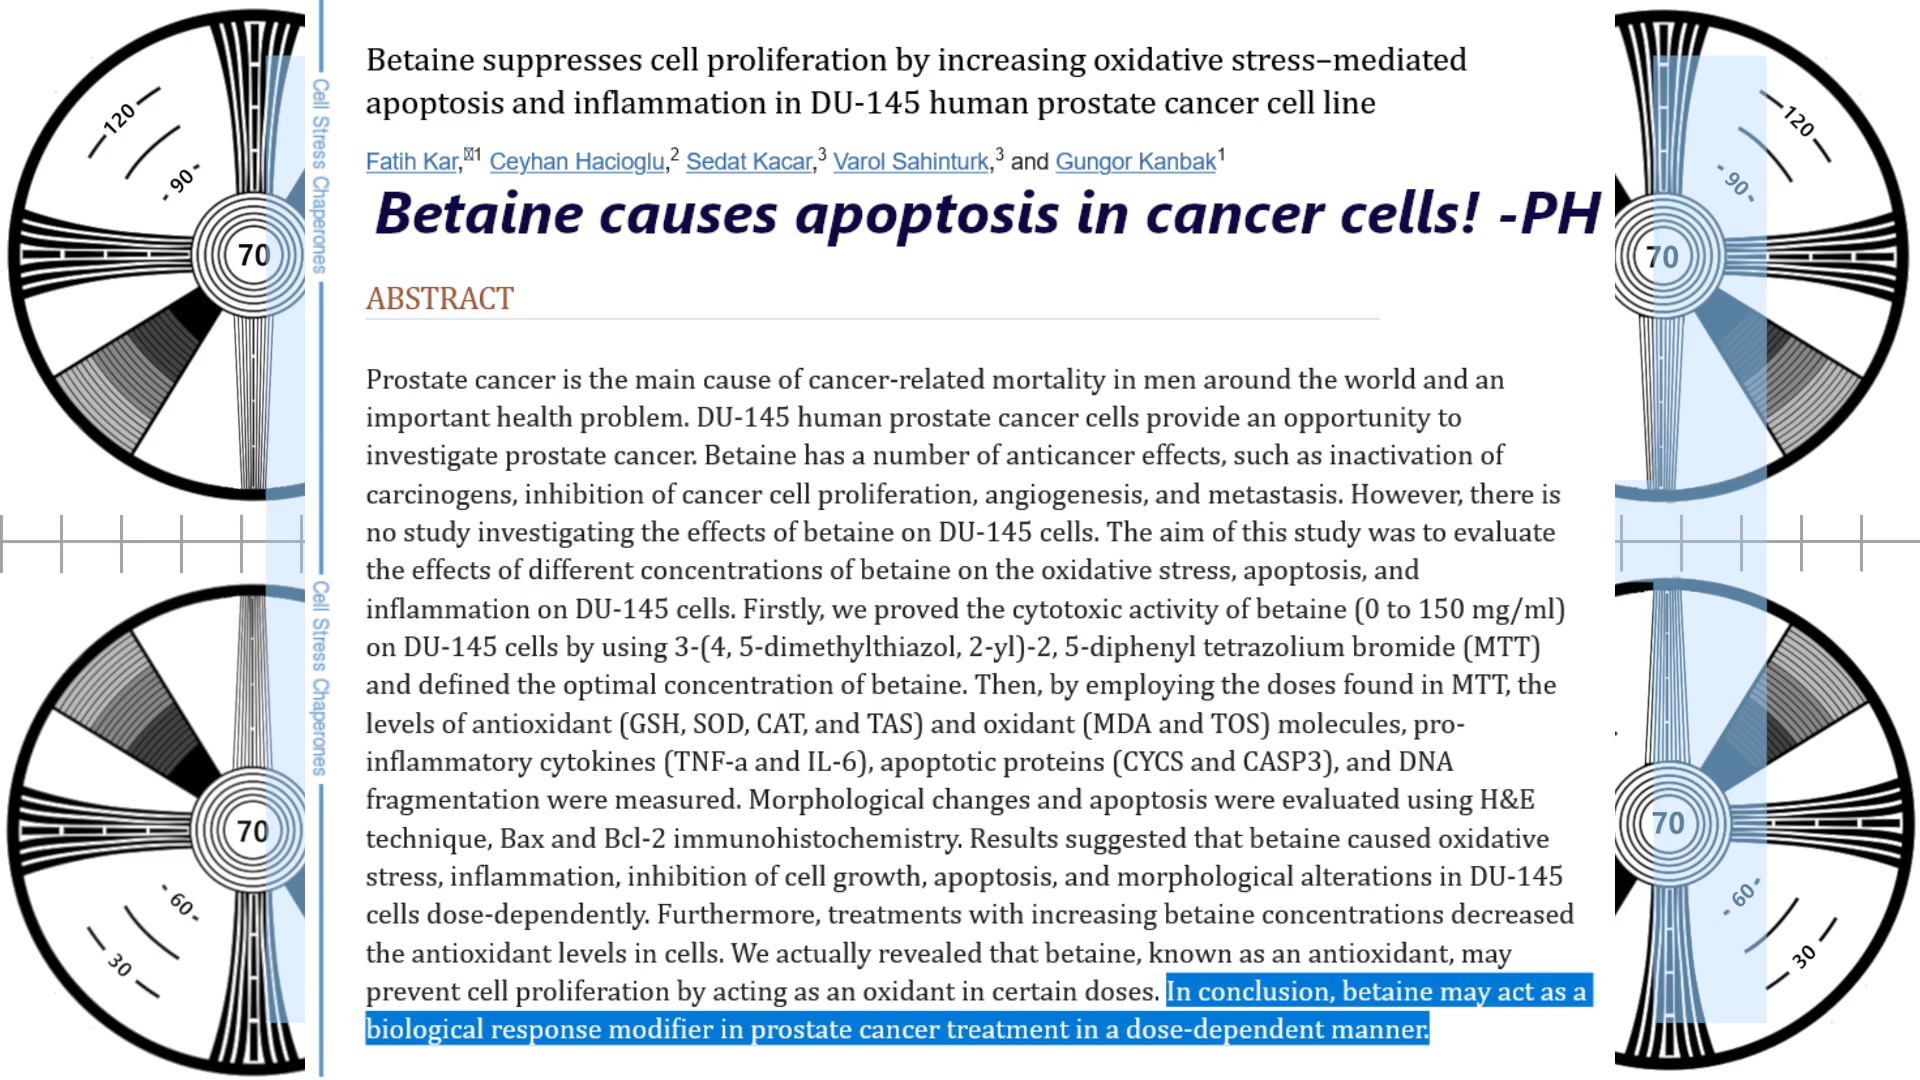 Betaine suppresses cell proliferation by increasing oxidative stress–mediated
apoptosis and inflammation in DU-145 human prostate cancer cell line
Fatih Kar,1 Ceyhan Hacioglu,2 Sedat Kacar,3 Varol Sahinturk,3 and Gungor Kanbak1
Betaine causes apoptosis in cancer cells! -PH
ABSTRACT
Prostate cancer is the main cause of cancer-related mortality in men around the world and an
important health problem. DU-145 human prostate cancer cells provide an opportunity to
investigate prostate cancer. Betaine has a number of anticancer effects, such as inactivation of
carcinogens, inhibition of cancer cell proliferation, angiogenesis, and metastasis. However, there is
no study investigating the effects of betaine on DU-145 cells. The aim of this study was to evaluate
the effects of different concentrations of betaine on the oxidative stress, apoptosis, and
inflammation on DU-145 cells. Firstly, we proved the cytotoxic activity of betaine (0 to 150 mg/ml)
on DU-145 cells by using 3-(4, 5-dimethylthiazol, 2-yl)-2, 5-diphenyl tetrazolium bromide (MTT)
and defined the optimal concentration of betaine. Then, by employing the doses found in MTT, the
levels of antioxidant (GSH, SOD, CAT, and TAS) and oxidant (MDA and TOS) molecules, pro-
inflammatory cytokines (TNF-a and IL-6), apoptotic proteins (CYCS and CASP3), and DNA
fragmentation were measured. Morphological changes and apoptosis were evaluated using H&E
technique, Bax and Bcl-2 immunohistochemistry. Results suggested that betaine caused oxidative
stress, inflammation, inhibition of cell growth, apoptosis, and morphological alterations in DU-145
cells dose-dependently. Furthermore, treatments with increasing betaine concentrations decreased
the antioxidant levels in cells. We actually revealed that betaine, known as an antioxidant, may
prevent cell proliferation by acting as an oxidant in certain doses. In conclusion, betaine may act as a
biological response modifier in prostate cancer treatment in a dose-dependent manner.
Cell Stress Chaperones
Cell Stress Chaperones
120
- 90 -
70
70
- 60 -
30
120
- 90 -
70
70
- 60 -
30